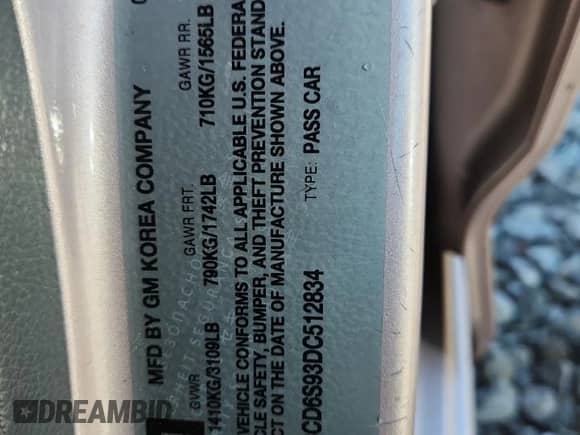 MFD BY GM KOREA COMPANY
GVWR GAWR FRT. GAWR RR.
1410KG/3109LB 790KG/1742LB 710KG/1565LB
VEHICLE CONFORMS TO ALL APPLICABLE U.S. FEDERA
CLE SAFETY, BUMPER, AND THEFT PREVENTION STAND
CT ON THE DATE OF MANUFACTURE SHOWN ABOVE.
CD6S93DC512834 TYPE: PASS CAR
DREAMBID